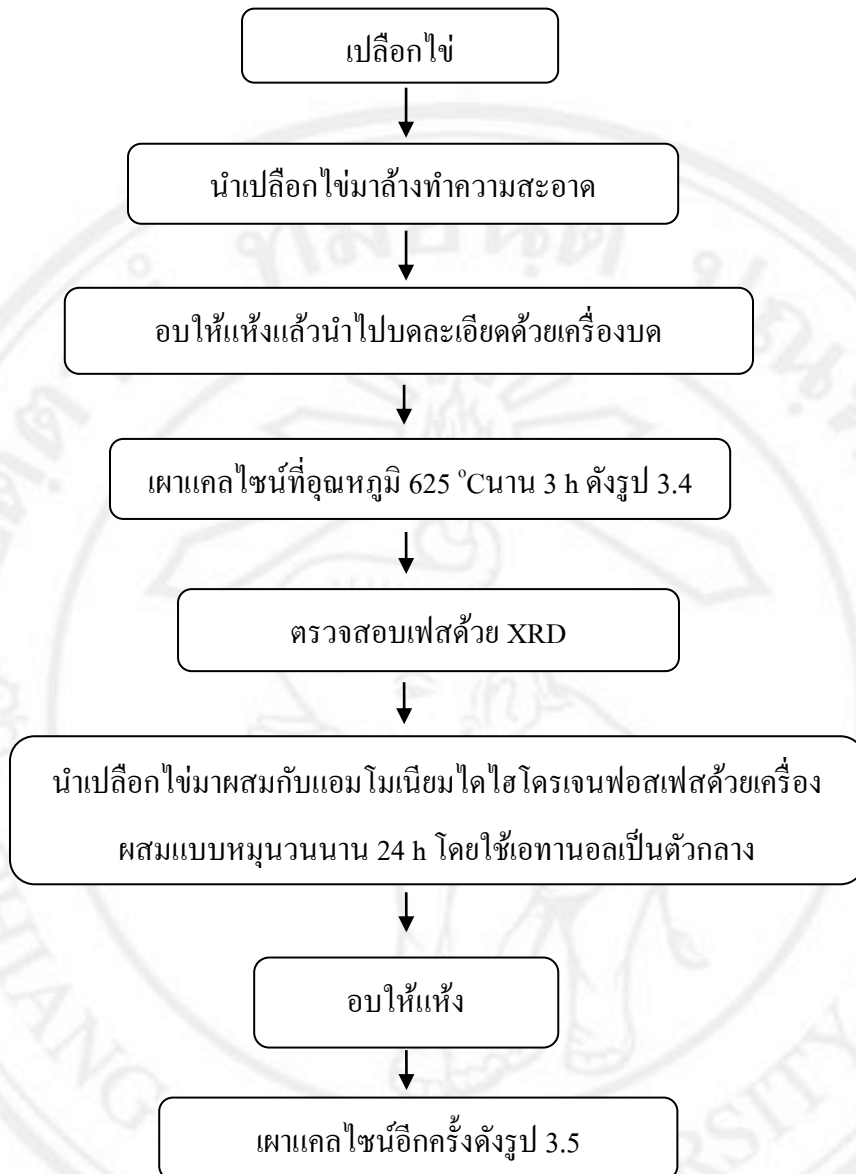 เปลือกไข่
นำเปลือกไข่มาล้างทำความสะอาด
อบให้แห้งแล้วนำไปบดละเอียดด้วยเครื่องบด
เผาแคลไซน์ที่อุณหภูมิ 625 °Cนาน 3 h ดังรูป 3.4
ตรวจสอบเฟสด้วย XRD
นำเปลือกไข่มาผสมกับแอมโมเนียมไดไฮโดรเจนฟอสเฟสด้วยเครื่อง
ผสมแบบหมุนวนนาน 24 h โดยใช้เอทานอลเป็นตัวกลาง
อบให้แห้ง
เผาแคลไซน์อีกครั้งดังรูป 3.5